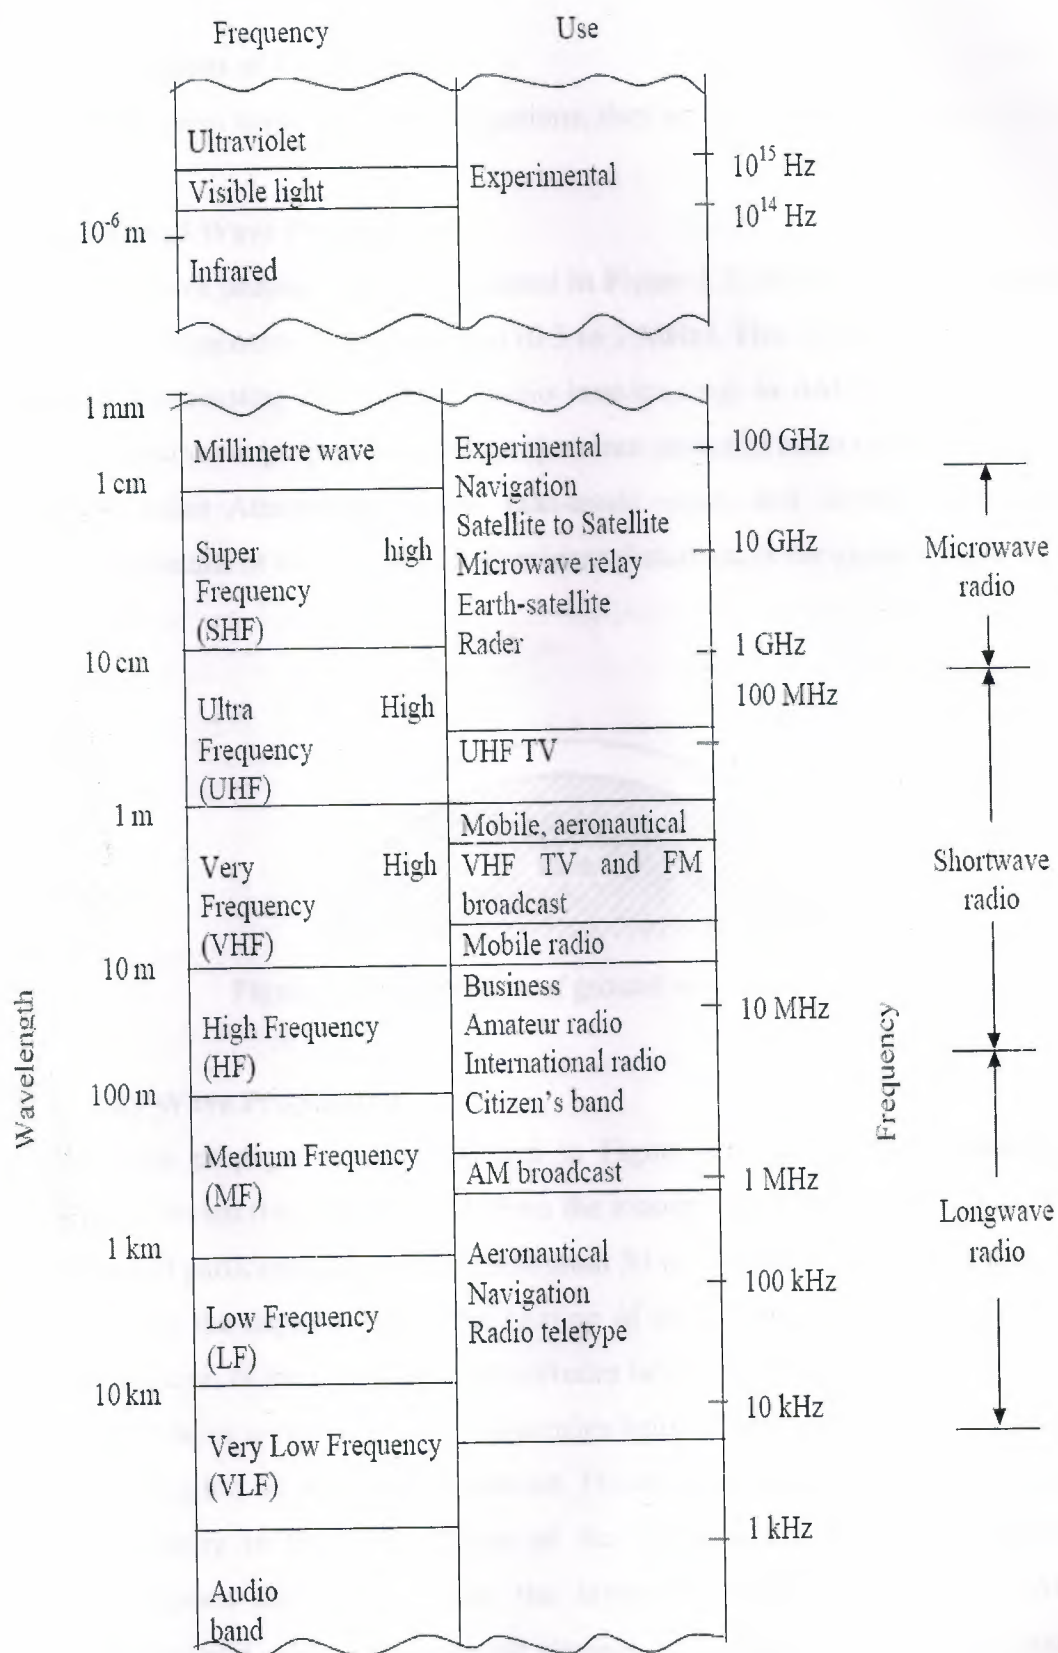 Frequency
Use
Ultraviolet
Visible light
Infrared
Experimental
10⁻⁶ m
10¹⁵ Hz
10¹⁴ Hz
1 mm
Millimetre wave
1 cm
Super high
Frequency
(SHF)
10 cm
Ultra High
Frequency
(UHF)
1 m
Very High
Frequency
(VHF)
10 m
High Frequency
(HF)
100 m
Medium Frequency
(MF)
1 km
Low Frequency
(LF)
10 km
Very Low Frequency
(VLF)
Audio
band
Experimental
Navigation
Satellite to Satellite
Microwave relay
Earth-satellite
Rader
UHF TV
Mobile, aeronautical
VHF TV and FM
broadcast
Mobile radio
Business
Amateur radio
International radio
Citizen's band
AM broadcast
Aeronautical
Navigation
Radio teletype
100 GHz
10 GHz
1 GHz
100 MHz
10 MHz
1 MHz
100 kHz
10 kHz
1 kHz
Microwave
radio
Shortwave
radio
Longwave
radio
Wavelength
Frequency